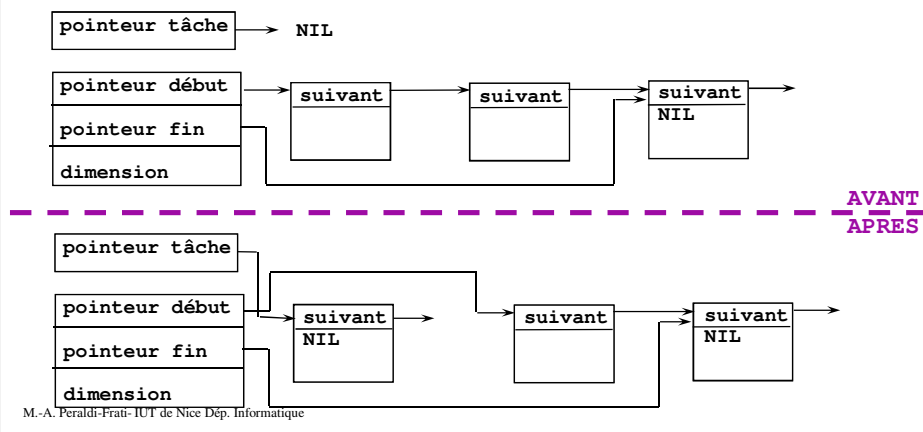 pointeur tâche
NIL
pointeur début
suivant
suivant
suivant
NIL
pointeur fin
dimension
AVANT
APRES
pointeur tâche
pointeur début
suivant
suivant
suivant
NIL
NIL
pointeur fin
dimension
M.-A. Peraldi-Frati- IUT de Nice Dép. Informatique